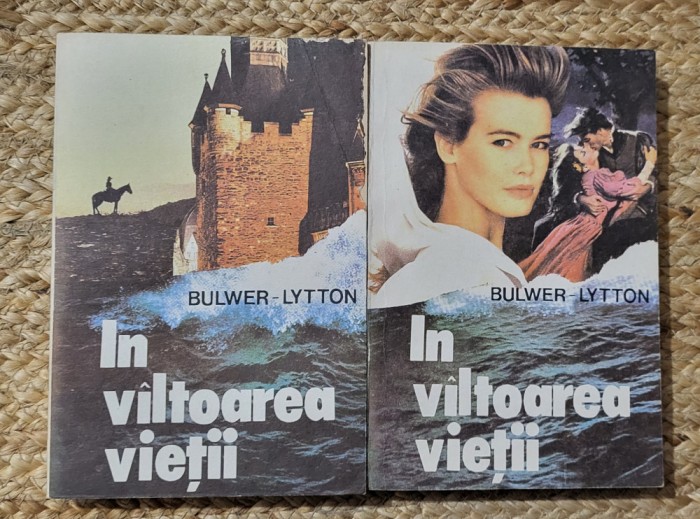 BULWER-LYTTON
In
vîltoarea
vieții
BULWER-LYTTON
In
vîltoarea
vieții